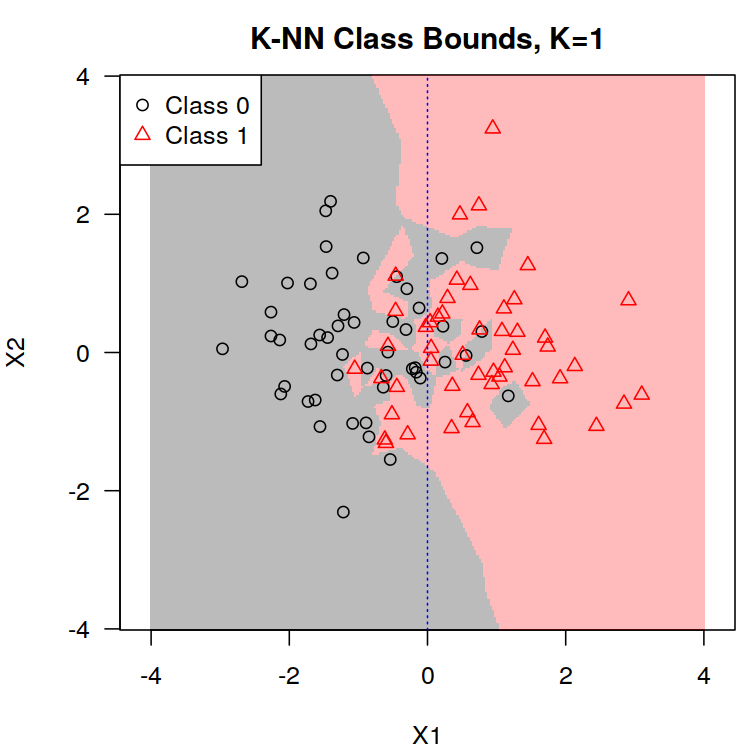 K-NN Class Bounds, K=1
Class 0
Class 1
4
2
0
-2
-4
X2
-4 -2 0 2 4
X1